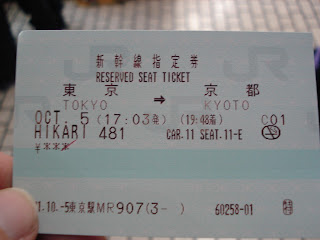 新幹線指定券
RESERVED SEAT TICKET
東京 → 京都
TOKYO KYOTO
OCT. 5 (17:03発) (19:48着) C01
HIKARI 481 CAR.11 SEAT.11-E
¥***
10.-5東京駅MR907(3- ) 60258-01